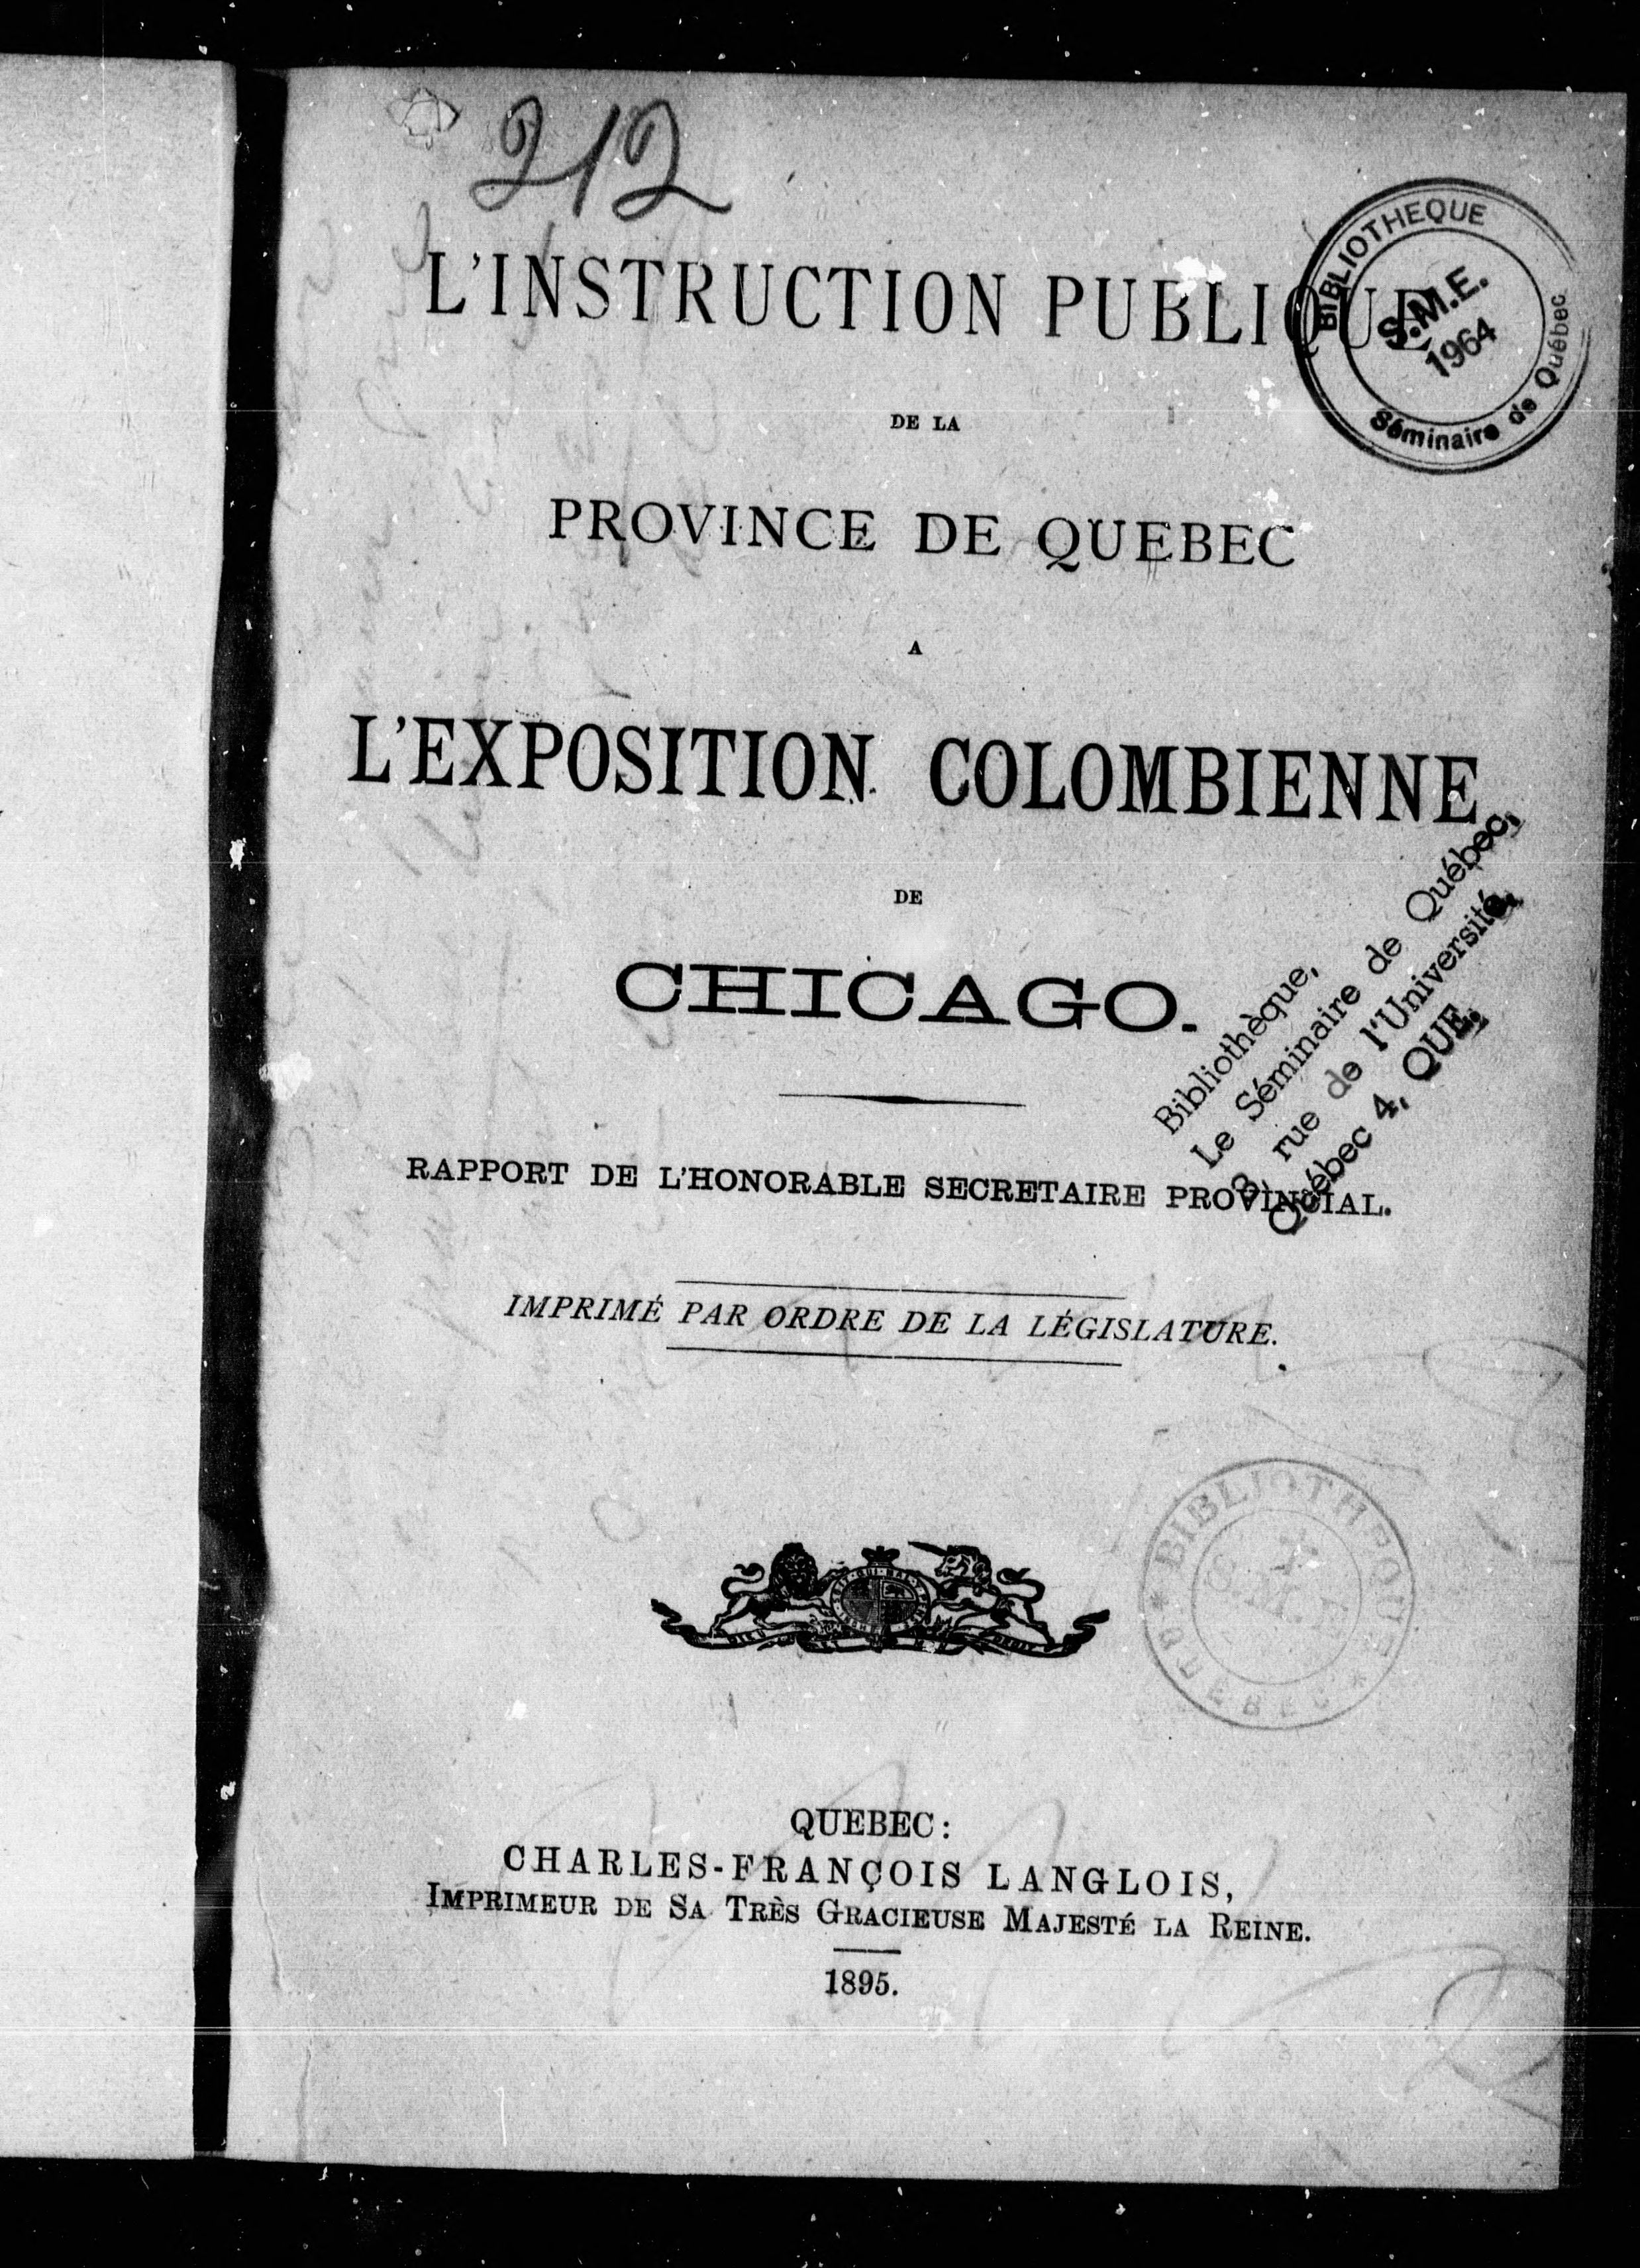 212
L'INSTRUCTION PUBLIQUE
BIBLIOTHEQUE
S.M.E.
1964
Séminaire de Québec
DE LA
PROVINCE DE QUEBEC
A
L'EXPOSITION COLOMBIENNE
DE
CHICAGO.
Bibliothèque,
Le Séminaire de Québec,
3 rue de l'Université,
Québec 4, QUE.
RAPPORT DE L'HONORABLE SECRETAIRE PROVINCIAL.
IMPRIMÉ PAR ORDRE DE LA LÉGISLATURE.
BIBLIOTHEQUE
QUEBEC
QUEBEC:
CHARLES-FRANÇOIS LANGLOIS,
IMPRIMEUR DE SA TRÈS GRACIEUSE MAJESTÉ LA REINE.
1895.